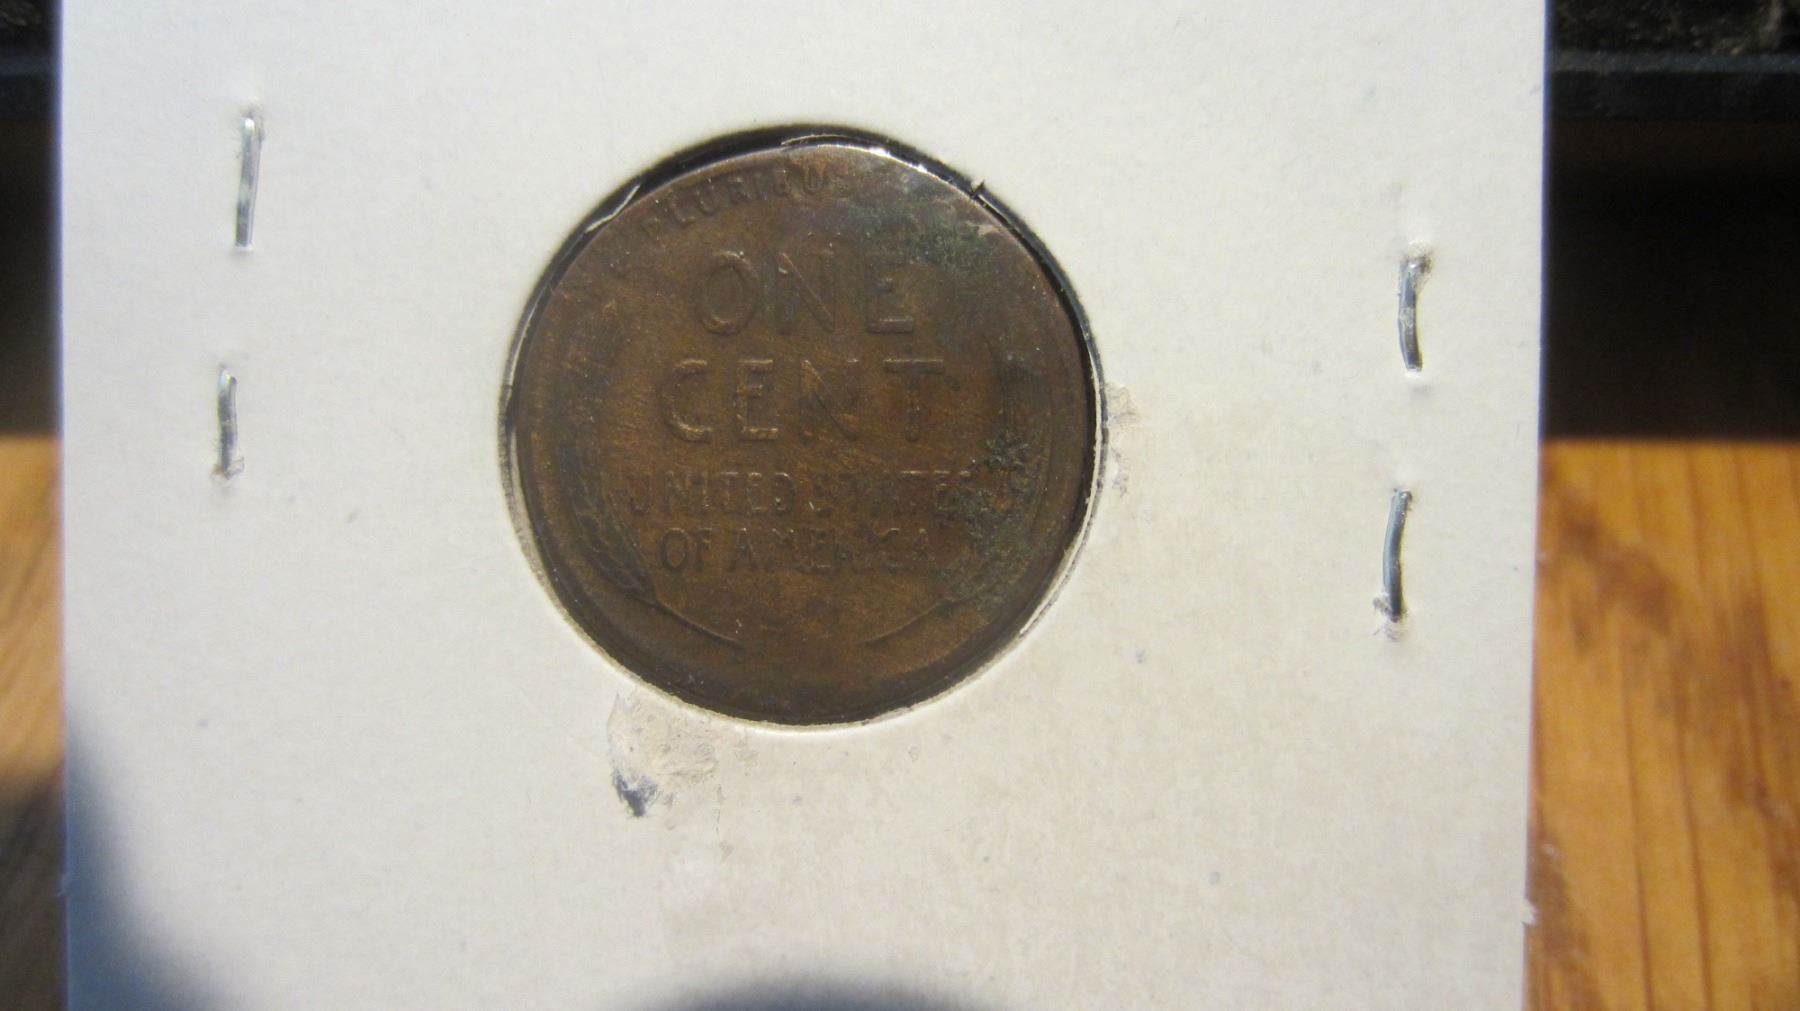 PLURIBUS
ONE
CENT
UNITED STATES
OF AMERICA